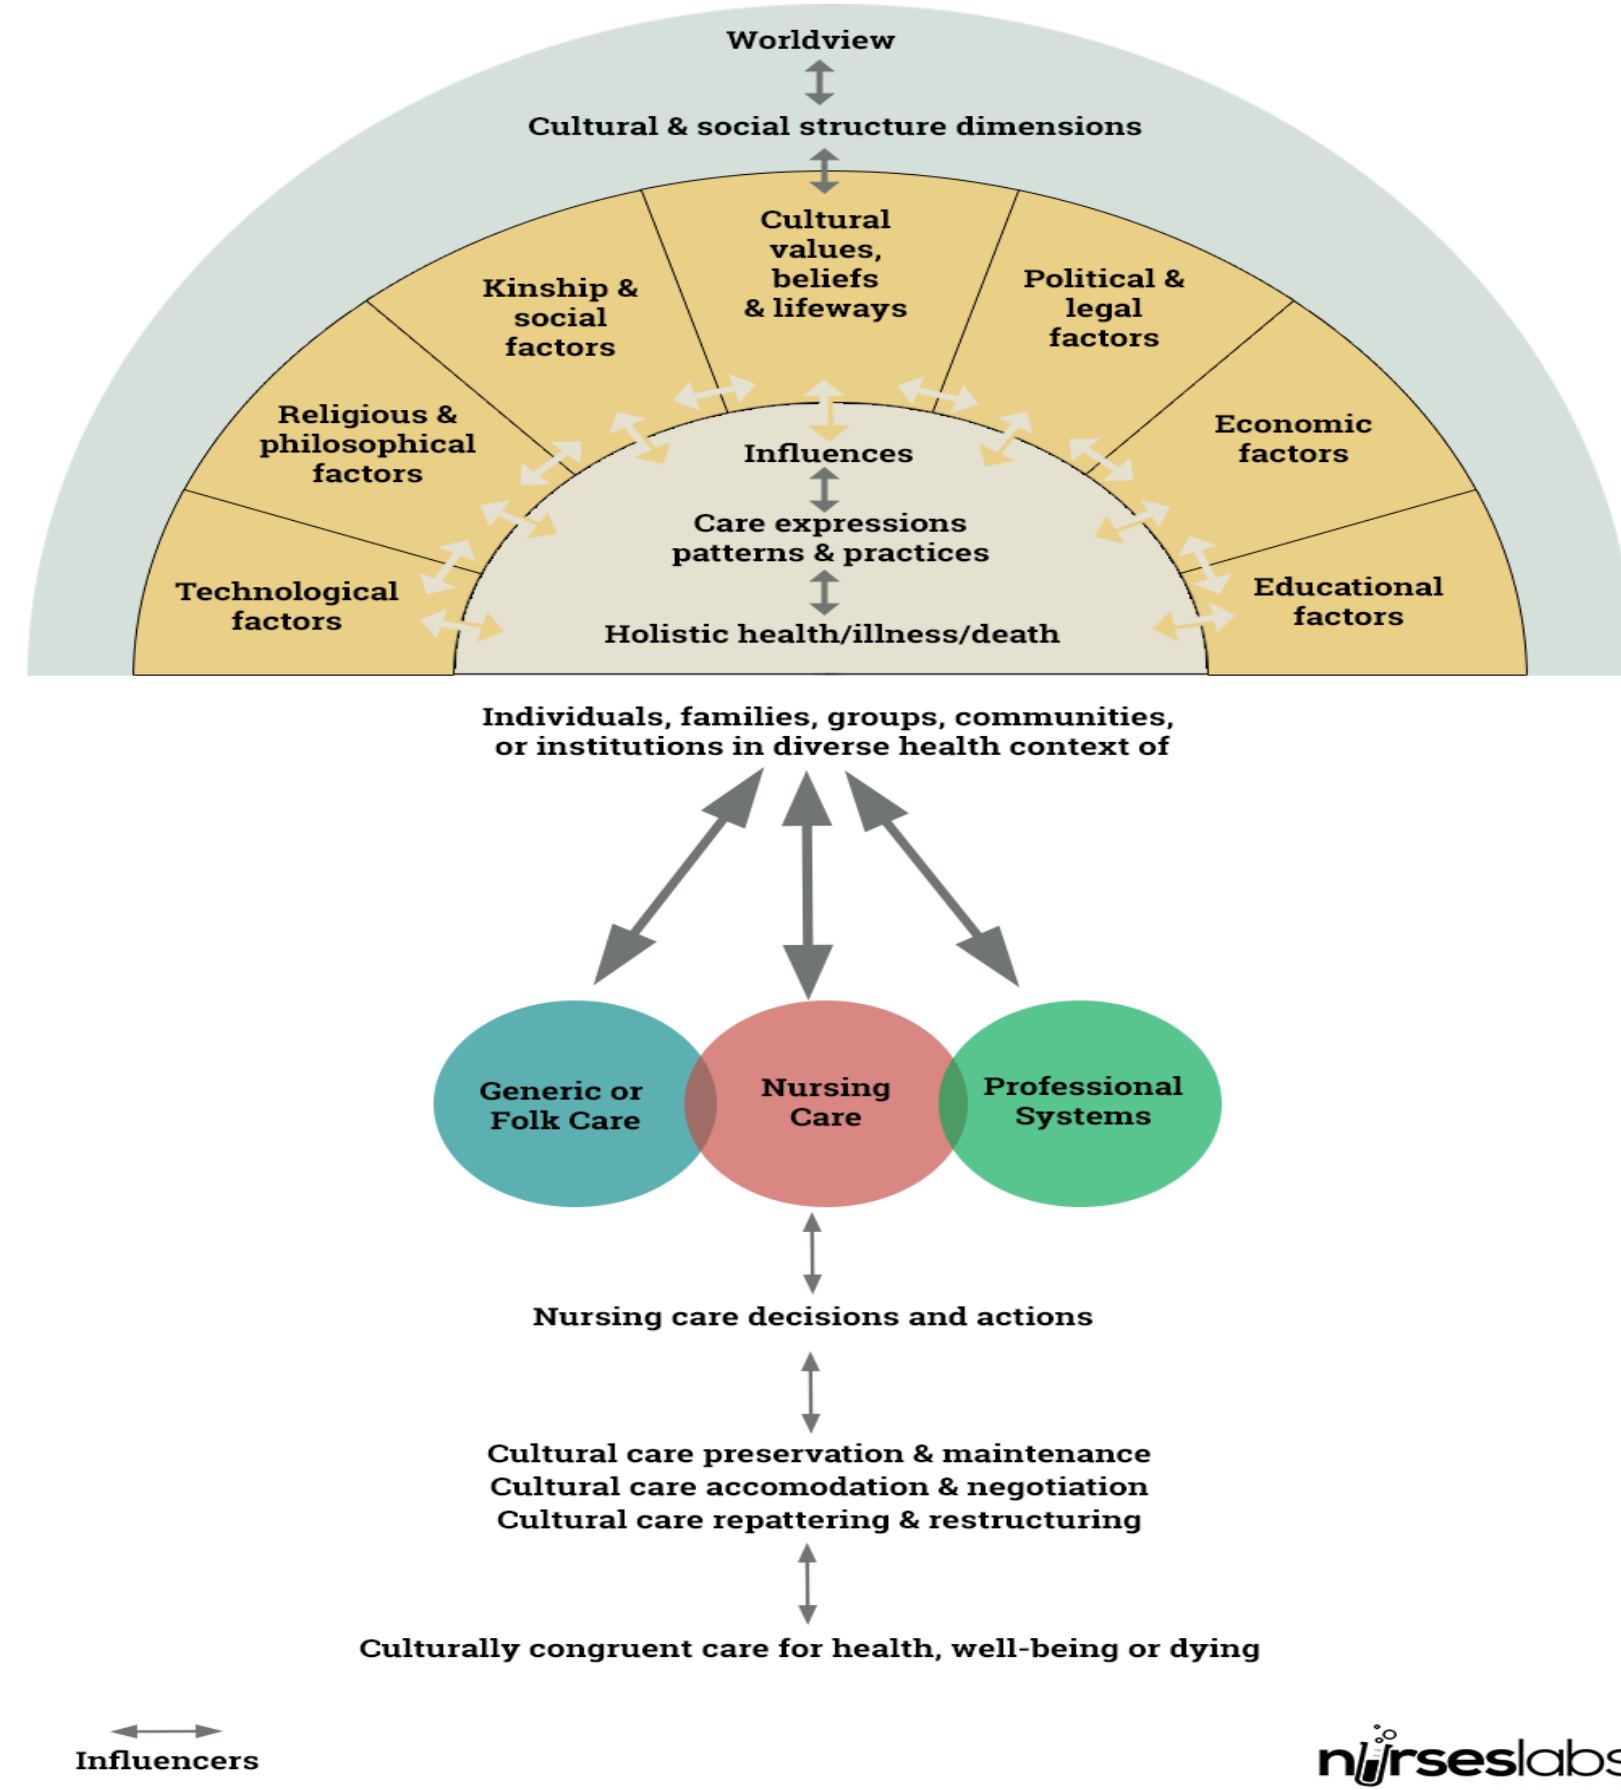 Worldview
Cultural & social structure dimensions
Cultural
values,
beliefs
& lifeways
Kinship &
social
factors
Political &
legal
factors
Religious &
philosophical
factors
Economic
factors
Technological
factors
Educational
factors
Influences
Care expressions
patterns & practices
Holistic health/illness/death
Individuals, families, groups, communities,
or institutions in diverse health context of
Generic or
Folk Care
Nursing
Care
Professional
Systems
Nursing care decisions and actions
Cultural care preservation & maintenance
Cultural care accomodation & negotiation
Cultural care repattering & restructuring
Culturally congruent care for health, well-being or dying
Influencers
nurseslabs